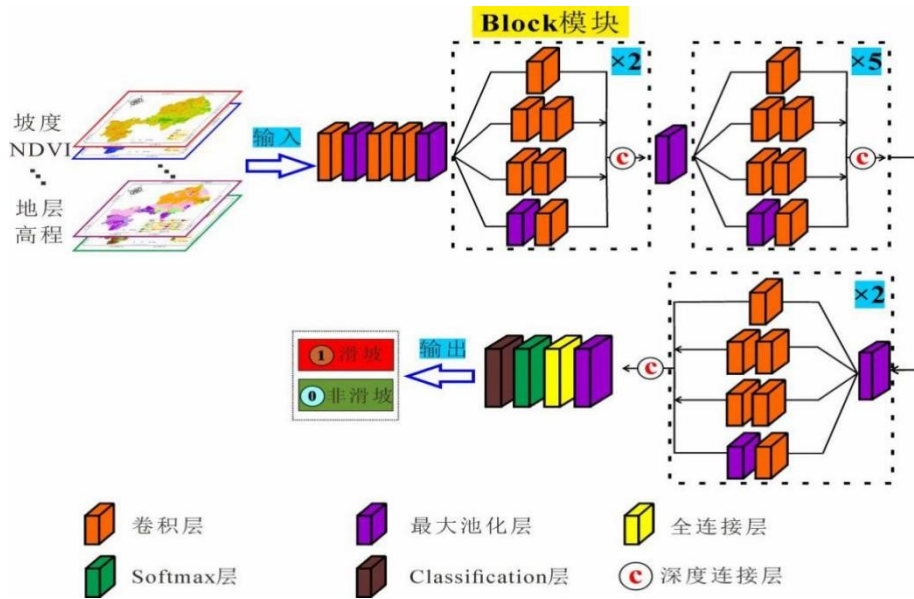 Block模块
×2
×5
坡度
NDVI
地层
高程
输入
c
c
×2
c
输出
1 滑坡
0 非滑坡
卷积层
最大池化层
全连接层
Softmax层
Classification层
c 深度连接层